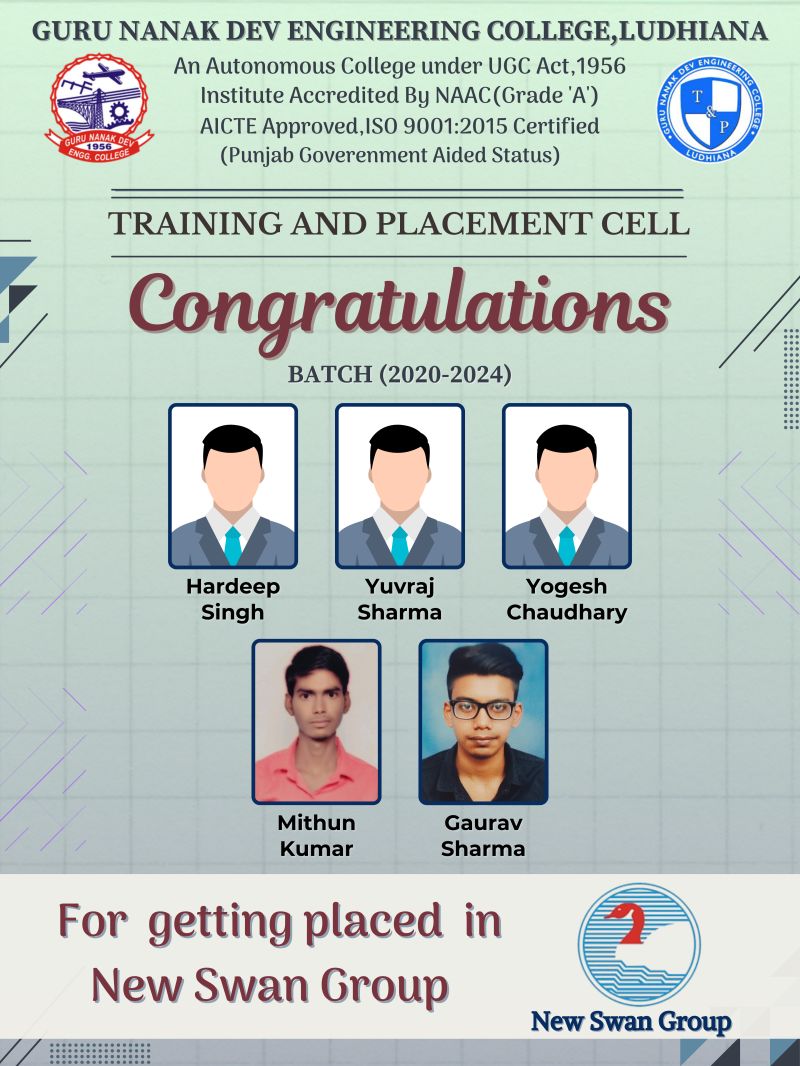 GURU NANAK DEV ENGINEERING COLLEGE,LUDHIANA
An Autonomous College under UGC Act,1956
Institute Accredited By NAAC(Grade 'A')
AICTE Approved,ISO 9001:2015 Certified
(Punjab Goverenment Aided Status)
GURU NANAK DEV
1956
ENGG. COLLEGE
GURU NANAK DEV ENGINEERING COLLEGE
T & P
LUDHIANA
TRAINING AND PLACEMENT CELL
Congratulations
BATCH (2020-2024)
Hardeep
Singh
Yuvraj
Sharma
Yogesh
Chaudhary
Mithun
Kumar
Gaurav
Sharma
For getting placed in
New Swan Group
New Swan Group